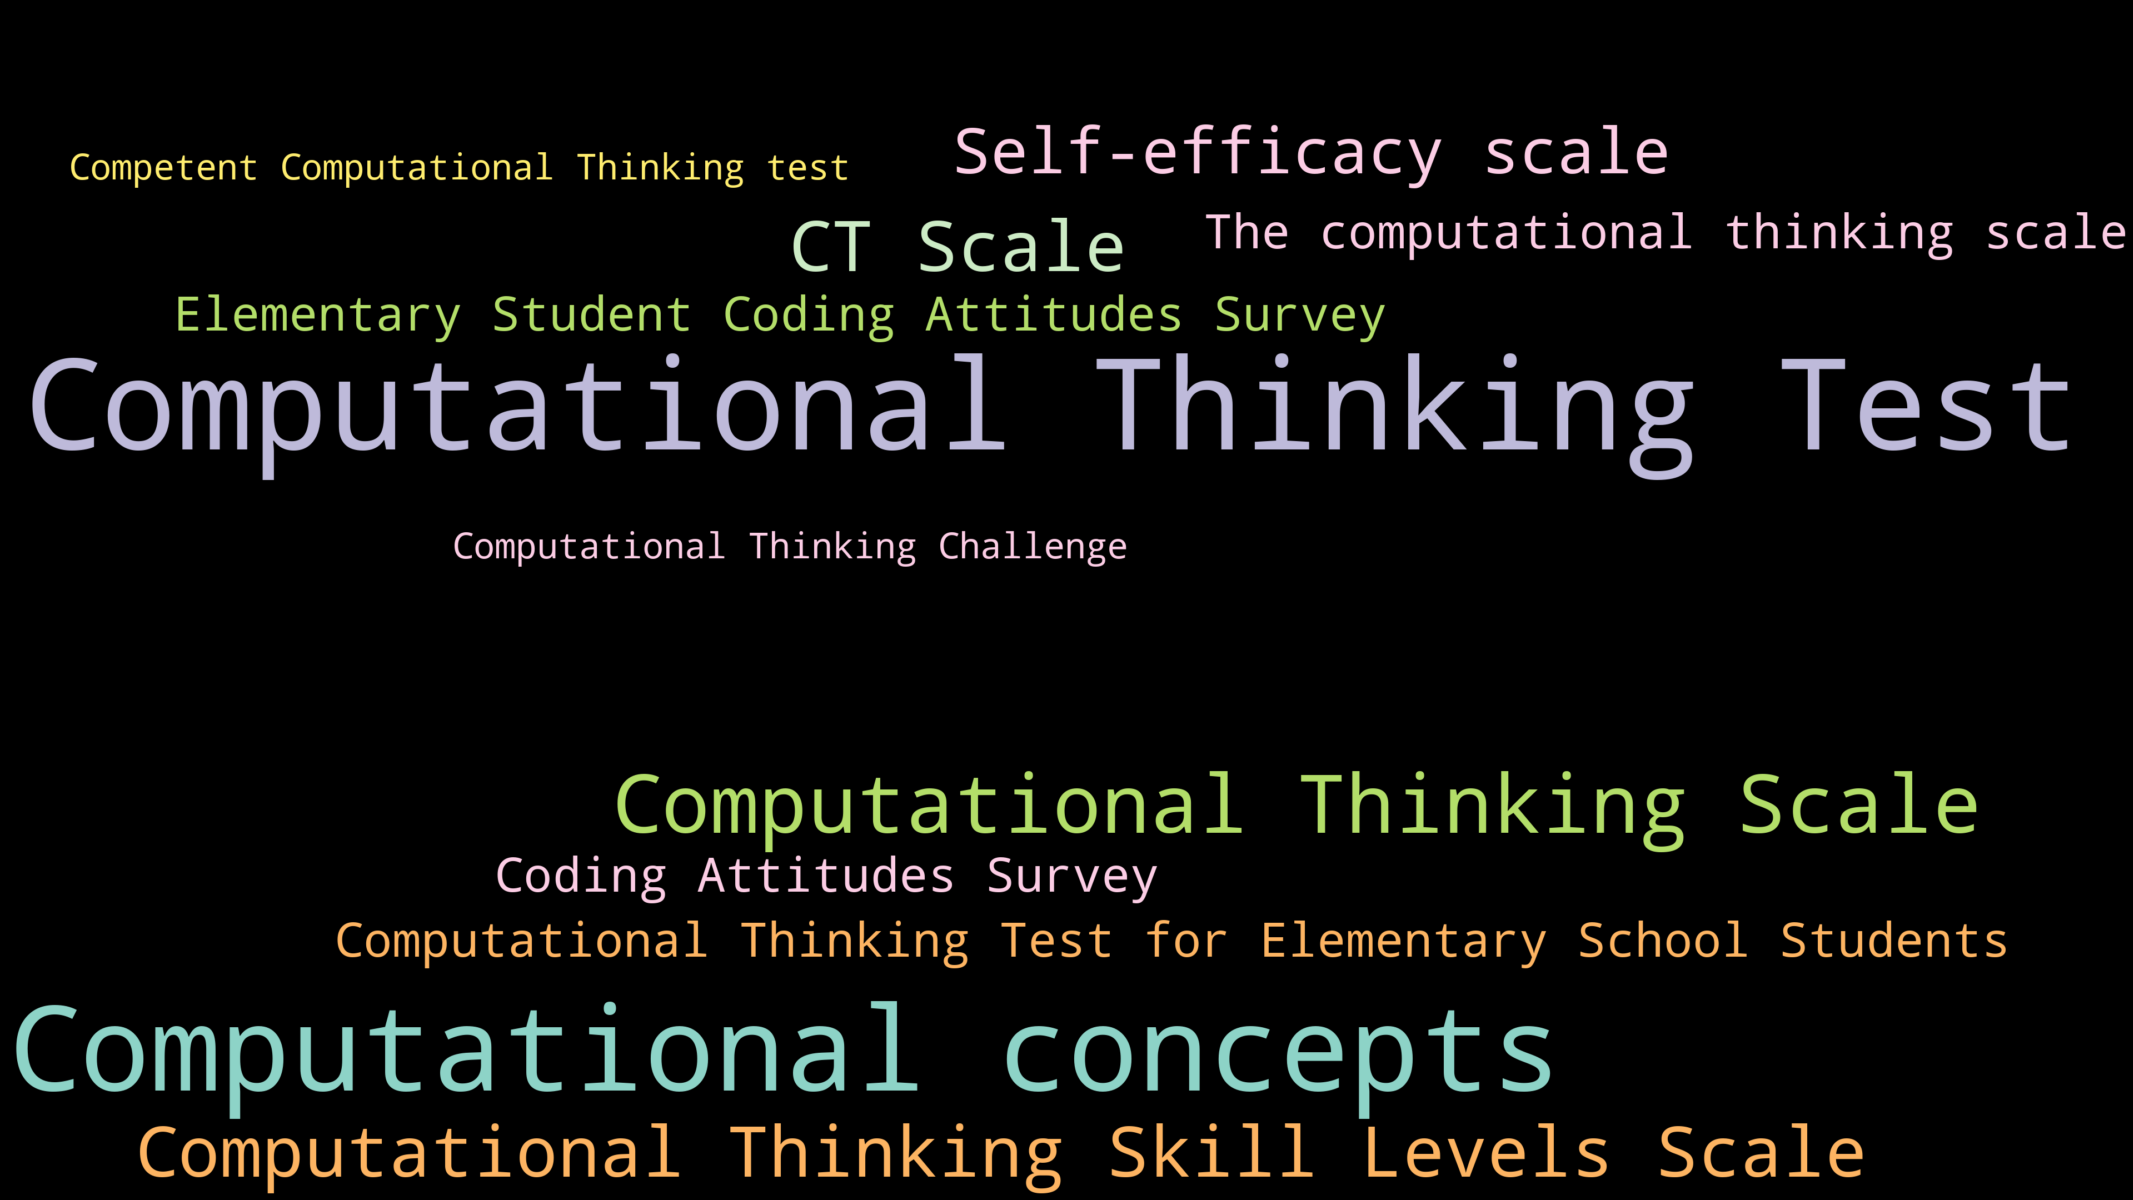 Self-efficacy scale
Competent Computational Thinking test
The computational thinking scale
CT Scale
Elementary Student Coding Attitudes Survey
Computational Thinking Test
Computational Thinking Challenge
Computational Thinking Scale
Coding Attitudes Survey
Computational Thinking Test for Elementary School Students
Computational concepts
Computational Thinking Skill Levels Scale